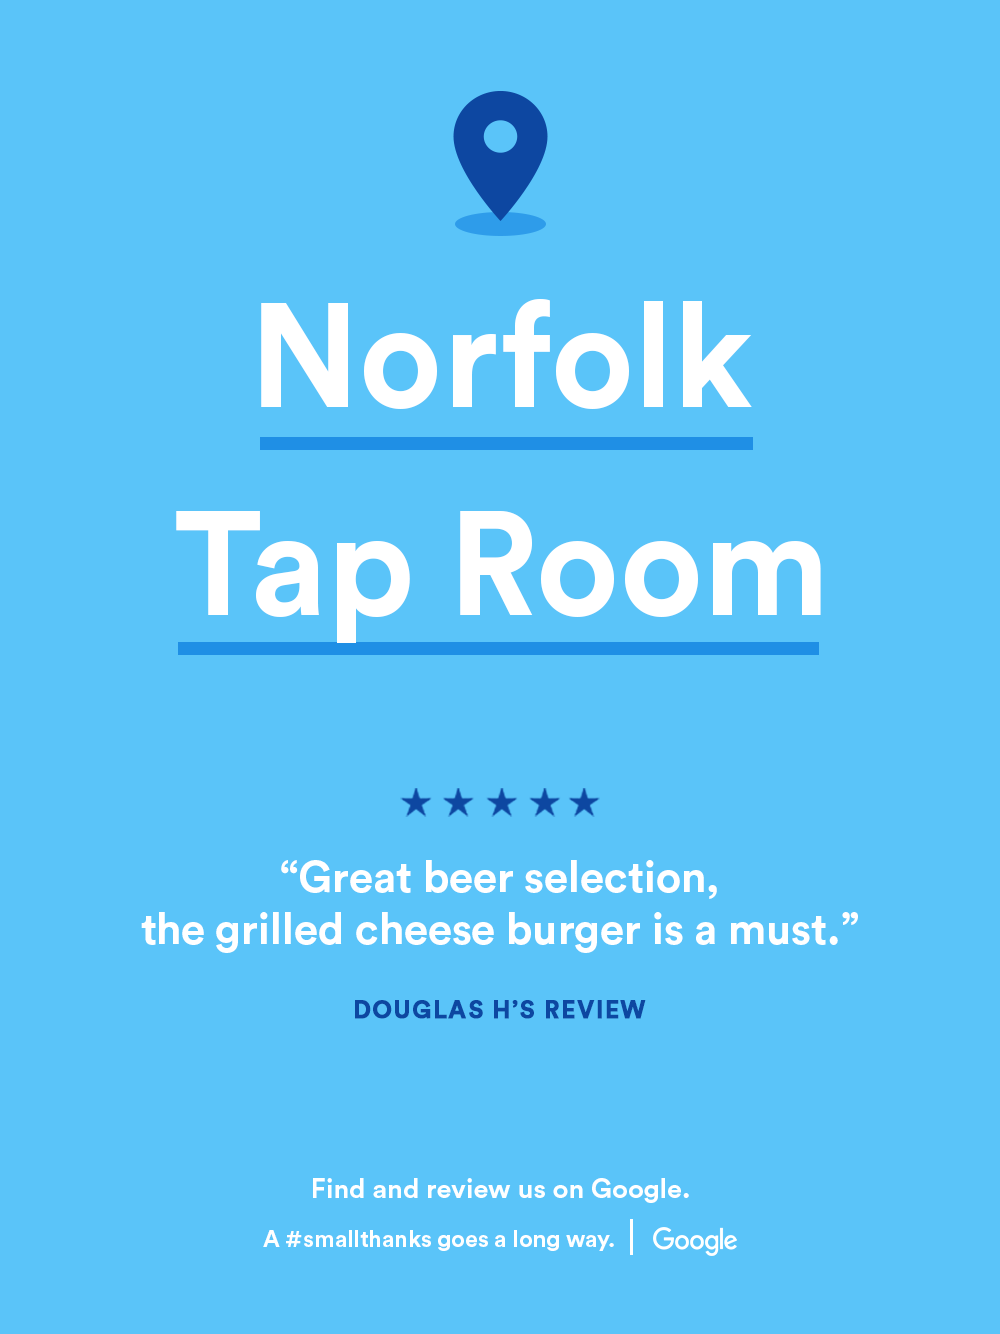 Norfolk
Tap Room
“Great beer selection,
the grilled cheese burger is a must.”
DOUGLAS H’S REVIEW
Find and review us on Google.
A #smallthanks goes a long way. | Google